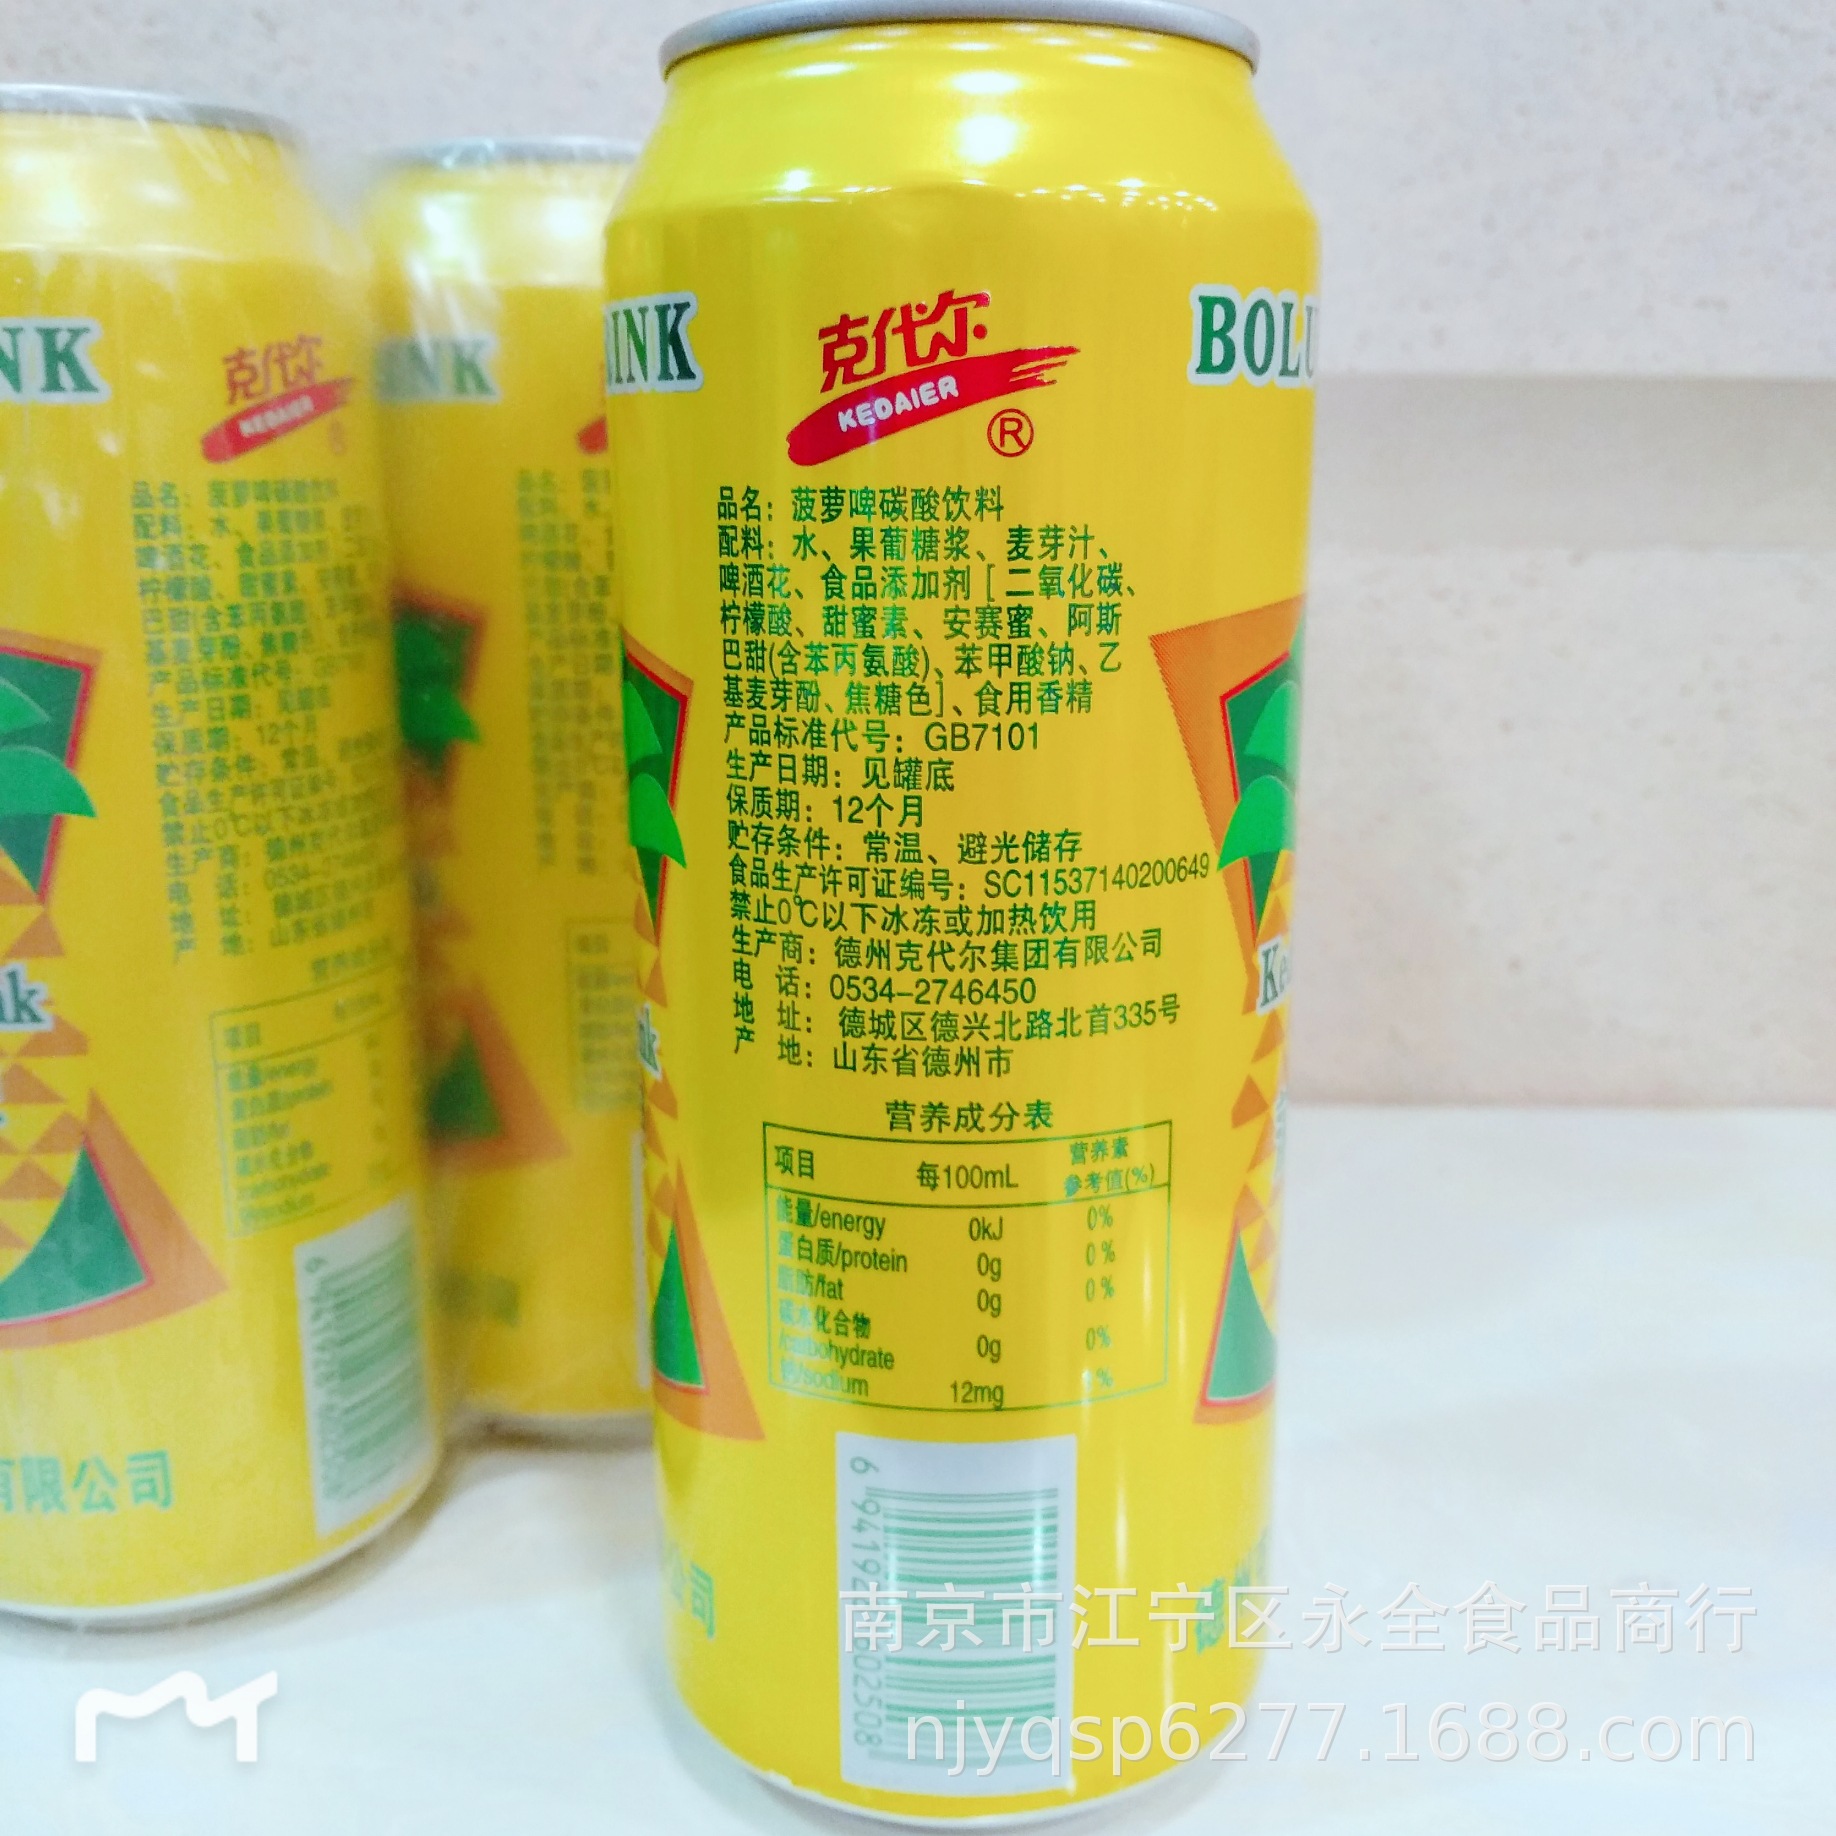 克代尔
KEDAIER
®
INK
BOLU
品名：菠萝啤碳酸饮料
配料：水、果葡糖浆、麦芽汁、
啤酒花、食品添加剂［二氧化碳、
柠檬酸、甜蜜素、安赛蜜、阿斯
巴甜(含苯丙氨酸)、苯甲酸钠、乙
基麦芽酚、焦糖色］、食用香精
产品标准代号：GB7101
生产日期：见罐底
保质期：12个月
贮存条件：常温、避光储存
食品生产许可证编号：SC11537140200649
禁止0℃以下冰冻或加热饮用
生产商：德州克代尔集团有限公司
电 话：0534-2746450
地 址：德城区德兴北路北首335号
产 地：山东省德州市
营养成分表
项目 每100mL 营养素参考值(%)
能量/energy 0kJ 0%
蛋白质/protein 0g 0%
脂肪/fat 0g 0%
碳水化合物
/carbohydrate 0g 0%
钠/sodium 12mg
NK
克代尔
KEDAIER
INK
有限公司
公司
南京市江宁区永全食品商行
njyqsp6277.1688.com